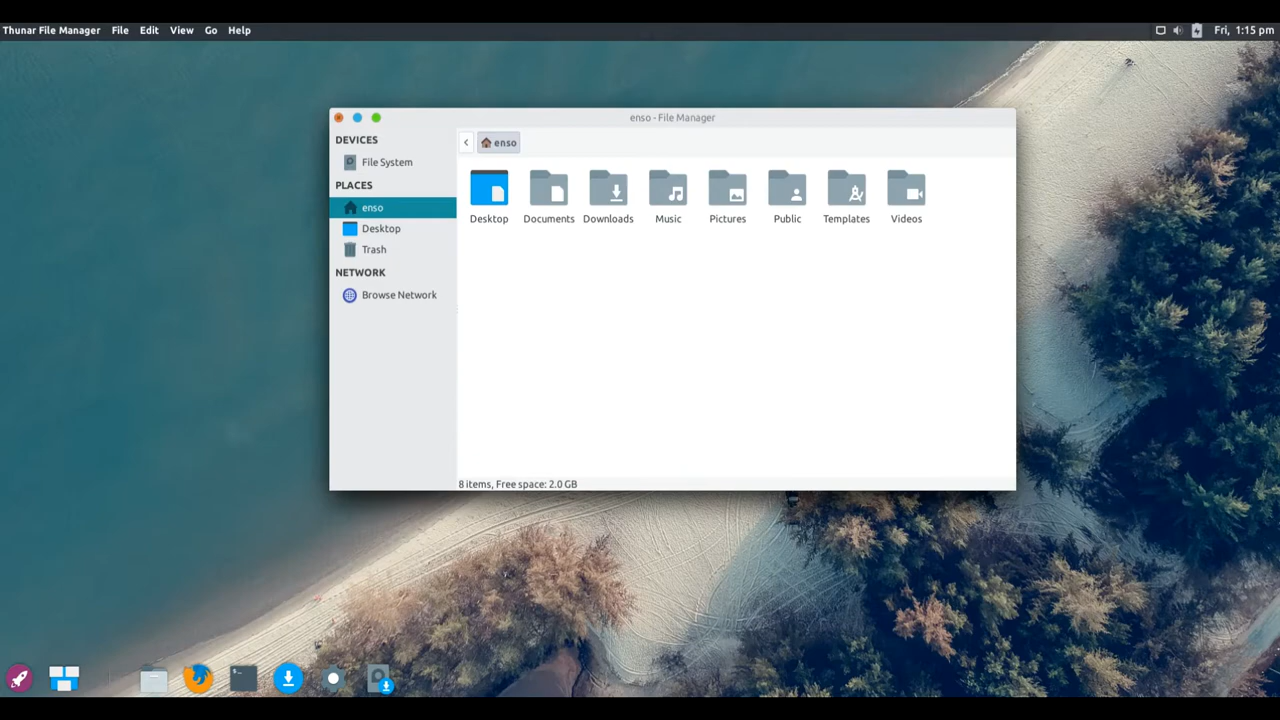 Thunar File Manager File Edit View Go Help Fri, 1:15 pm
enso - File Manager
DEVICES
File System
PLACES
enso
Desktop
Trash
NETWORK
Browse Network
enso
Desktop Documents Downloads Music Pictures Public Templates Videos
8 items, Free space: 2.0 GB